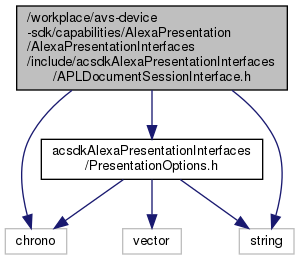 /workplace/avs-device
-sdk/capabilities/AlexaPresentation
/AlexaPresentationInterfaces
/include/acsdkAlexaPresentationInterfaces
/APLDocumentSessionInterface.h
acsdkAlexaPresentationInterfaces
/PresentationOptions.h
chrono
vector
string